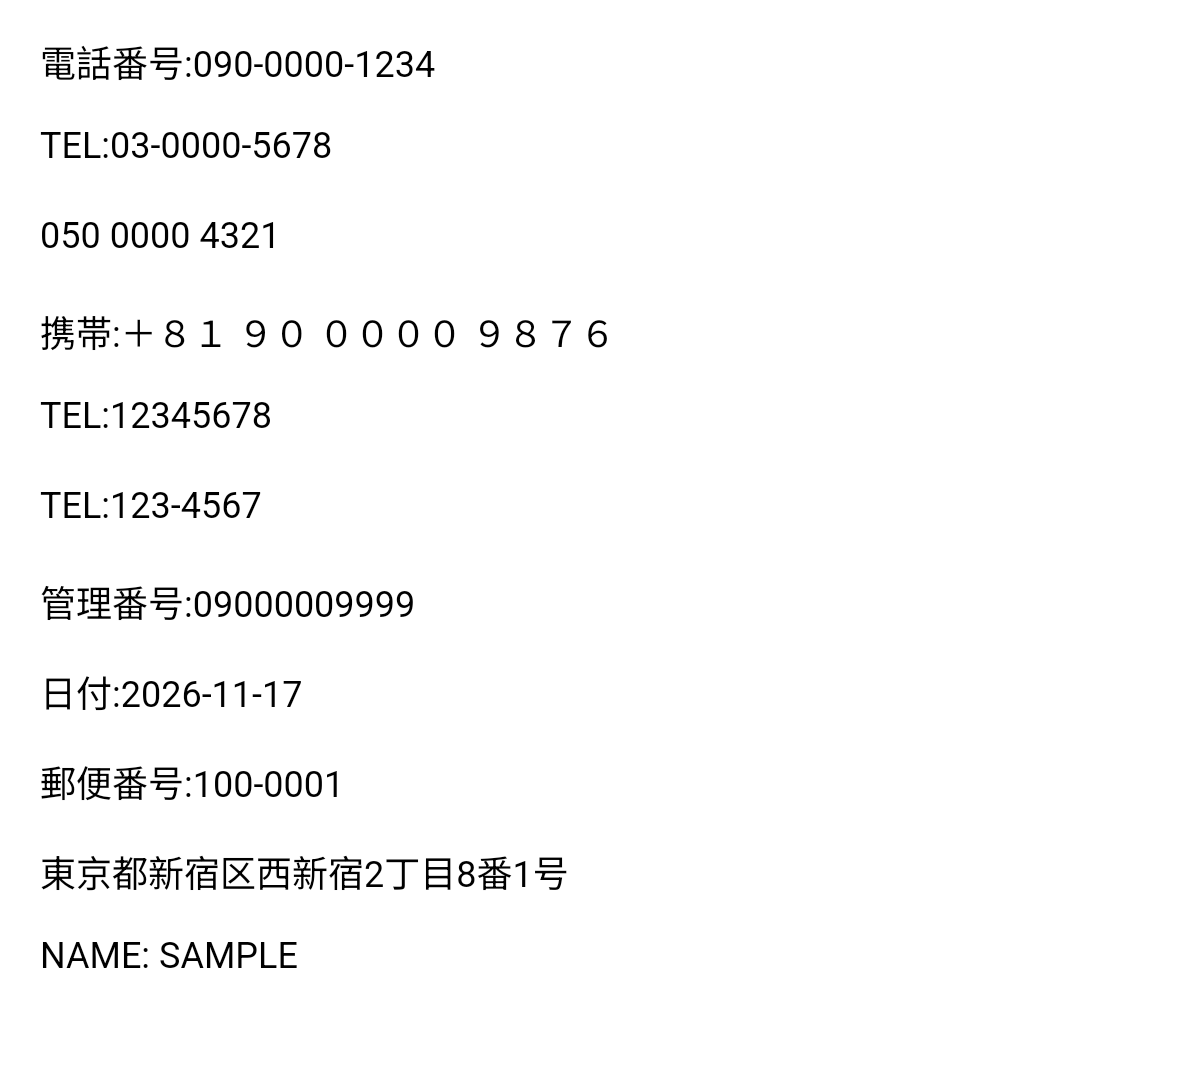 電話番号:090-0000-1234
TEL:03-0000-5678
050 0000 4321
携帯:＋８１ ９０ ００００ ９８７６
TEL:12345678
TEL:123-4567
管理番号:09000009999
日付:2026-11-17
郵便番号:100-0001
東京都新宿区西新宿2丁目8番1号
NAME: SAMPLE